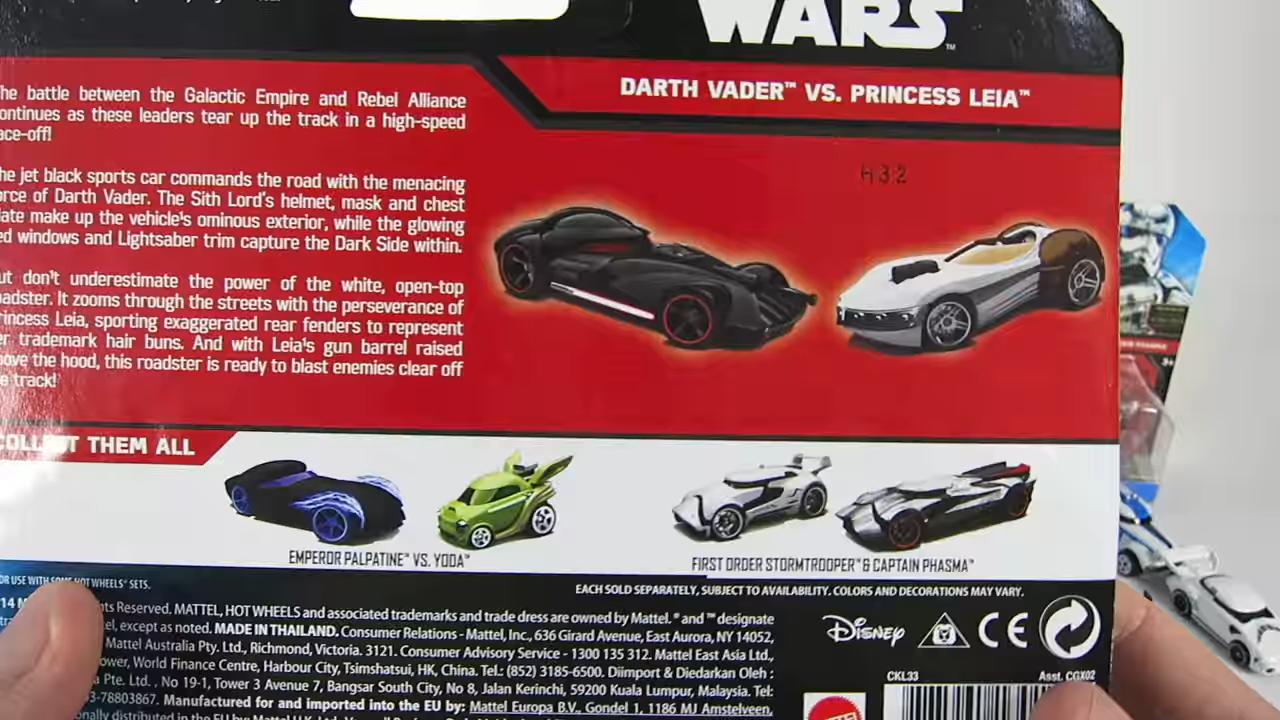 WARS™
DARTH VADER™ VS. PRINCESS LEIA™
he battle between the Galactic Empire and Rebel Alliance
ontinues as these leaders tear up the track in a high-speed
ace-off!
he jet black sports car commands the road with the menacing
orce of Darth Vader. The Sith Lord's helmet, mask and chest
late make up the vehicle's ominous exterior, while the glowing
ed windows and Lightsaber trim capture the Dark Side within.
ut don't underestimate the power of the white, open-top
oadster. It zooms through the streets with the perseverance of
rincess Leia, sporting exaggerated rear fenders to represent
er trademark hair buns. And with Leia's gun barrel raised
bove the hood, this roadster is ready to blast enemies clear off
e track!
H32
COLLECT THEM ALL
EMPEROR PALPATINE™ VS. YODA™
FIRST ORDER STORMTROOPER™ & CAPTAIN PHASMA™
OR USE WITH SOME HOT WHEELS® SETS.
EACH SOLD SEPARATELY, SUBJECT TO AVAILABILITY. COLORS AND DECORATIONS MAY VARY.
14 M
ts Reserved. MATTEL, HOT WHEELS and associated trademarks and trade dress are owned by Mattel. ® and ™ designate
el, except as noted. MADE IN THAILAND. Consumer Relations - Mattel, Inc., 636 Girard Avenue, East Aurora, NY 14052,
Mattel Australia Pty. Ltd., Richmond, Victoria. 3121. Consumer Advisory Service - 1300 135 312. Mattel East Asia Ltd.,
ower, World Finance Centre, Harbour City, Tsimshatsui, HK, China. Tel.: (852) 3185-6500. Diimport & Diedarkan Oleh :
a Pte. Ltd. , No 19-1, Tower 3 Avenue 7, Bangsar South City, No 8, Jalan Kerinchi, 59200 Kuala Lumpur, Malaysia. Tel:
3-78803867. Manufactured for and imported into the EU by: Mattel Europa B.V., Gondel 1, 1186 MJ Amstelveen,
Disney
CE
CKL33
Asst. CGX02